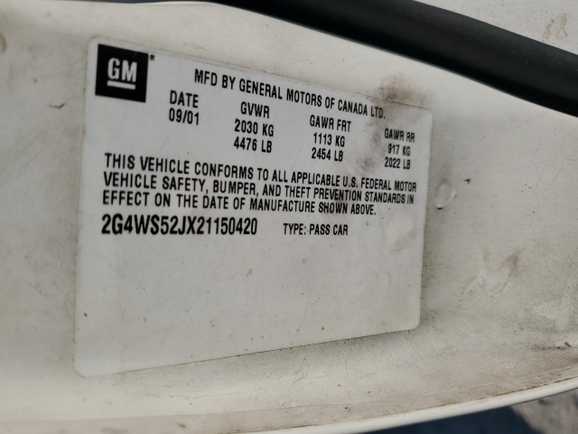 GM
MFD BY GENERAL MOTORS OF CANADA LTD.
DATE GVWR GAWR FRT GAWR RR
09/01 2030 KG 1113 KG 917 KG
4476 LB 2454 LB 2022 LB
THIS VEHICLE CONFORMS TO ALL APPLICABLE U.S. FEDERAL MOTOR
VEHICLE SAFETY, BUMPER, AND THEFT PREVENTION STANDARDS IN
EFFECT ON THE DATE OF MANUFACTURE SHOWN ABOVE.
2G4WS52JX21150420 TYPE: PASS CAR